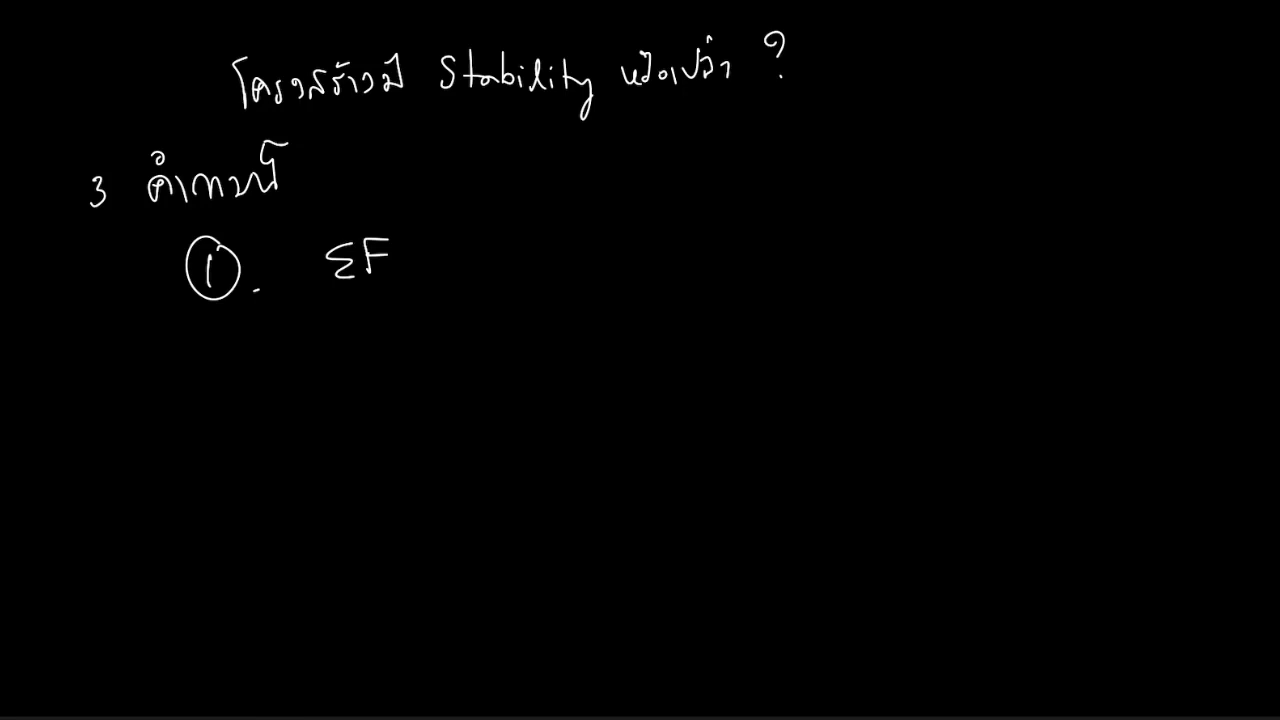 โครงสร้างมี Stability หรือเปล่า ?
3 คำถามนี้
①. ΣF